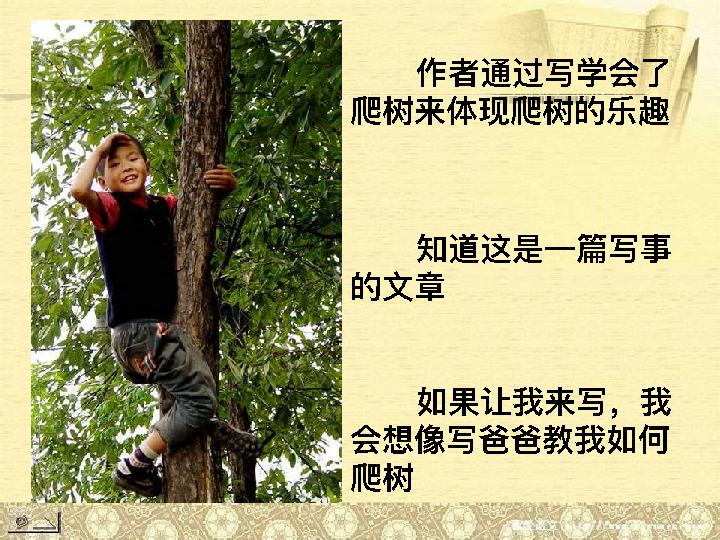 作者通过写学会了
爬树来体现爬树的乐趣
知道这是一篇写事
的文章
如果让我来写，我
会想像写爸爸教我如何
爬树